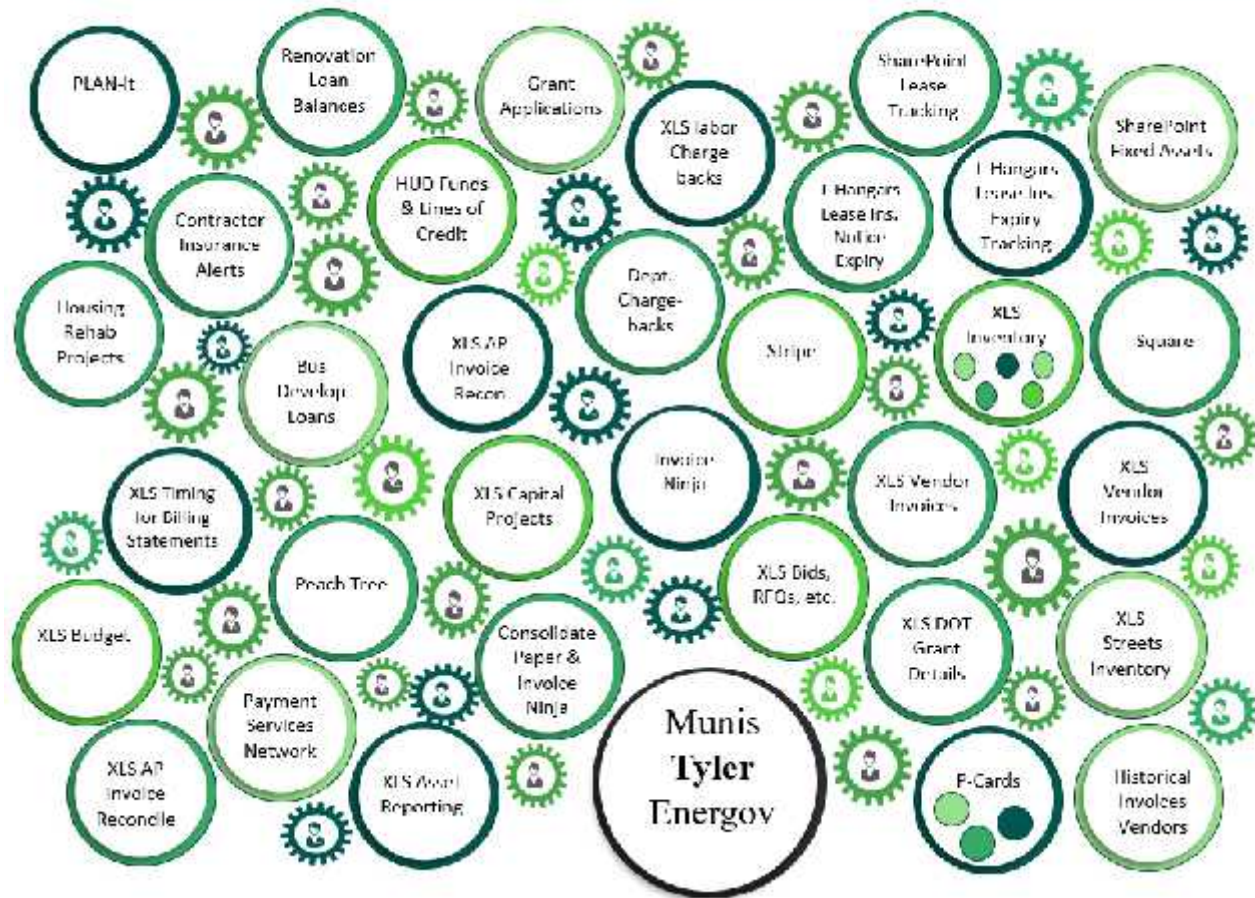 PLAN-It
Renovation
Loan
Balances
Grant
Applications
XLS labor
Charge
backs
SharePoint
Lease
Tracking
SharePoint
Fixed Assets
Contractor
Insurance
Alerts
HUD Funds
& Lines of
Credit
T Hangars
Lease Ins.
Notice
Expiry
T Hangars
Lease Ins.
Expiry
Tracking
Housing
Rehab
Projects
Dept.
Charge-
backs
Bus
Develop
Loans
XLS AP
Invoice
Recon
Stripe
XLS
Inventory
Square
XLS Timing
for Billing
Statements
XLS Capital
Projects
Invoice
Ninja
XLS Vendor
Invoices
XLS
Vendor
Invoices
XLS Budget
Peach Tree
Consolidate
Paper &
Invoice
Ninja
XLS Bids,
RFQs, etc.
XLS DOT
Grant
Details
XLS
Streets
Inventory
XLS AP
Invoice
Reconcile
Payment
Services
Network
XLS Asset
Reporting
Munis
Tyler
Energov
P-Cards
Historical
Invoices
Vendors